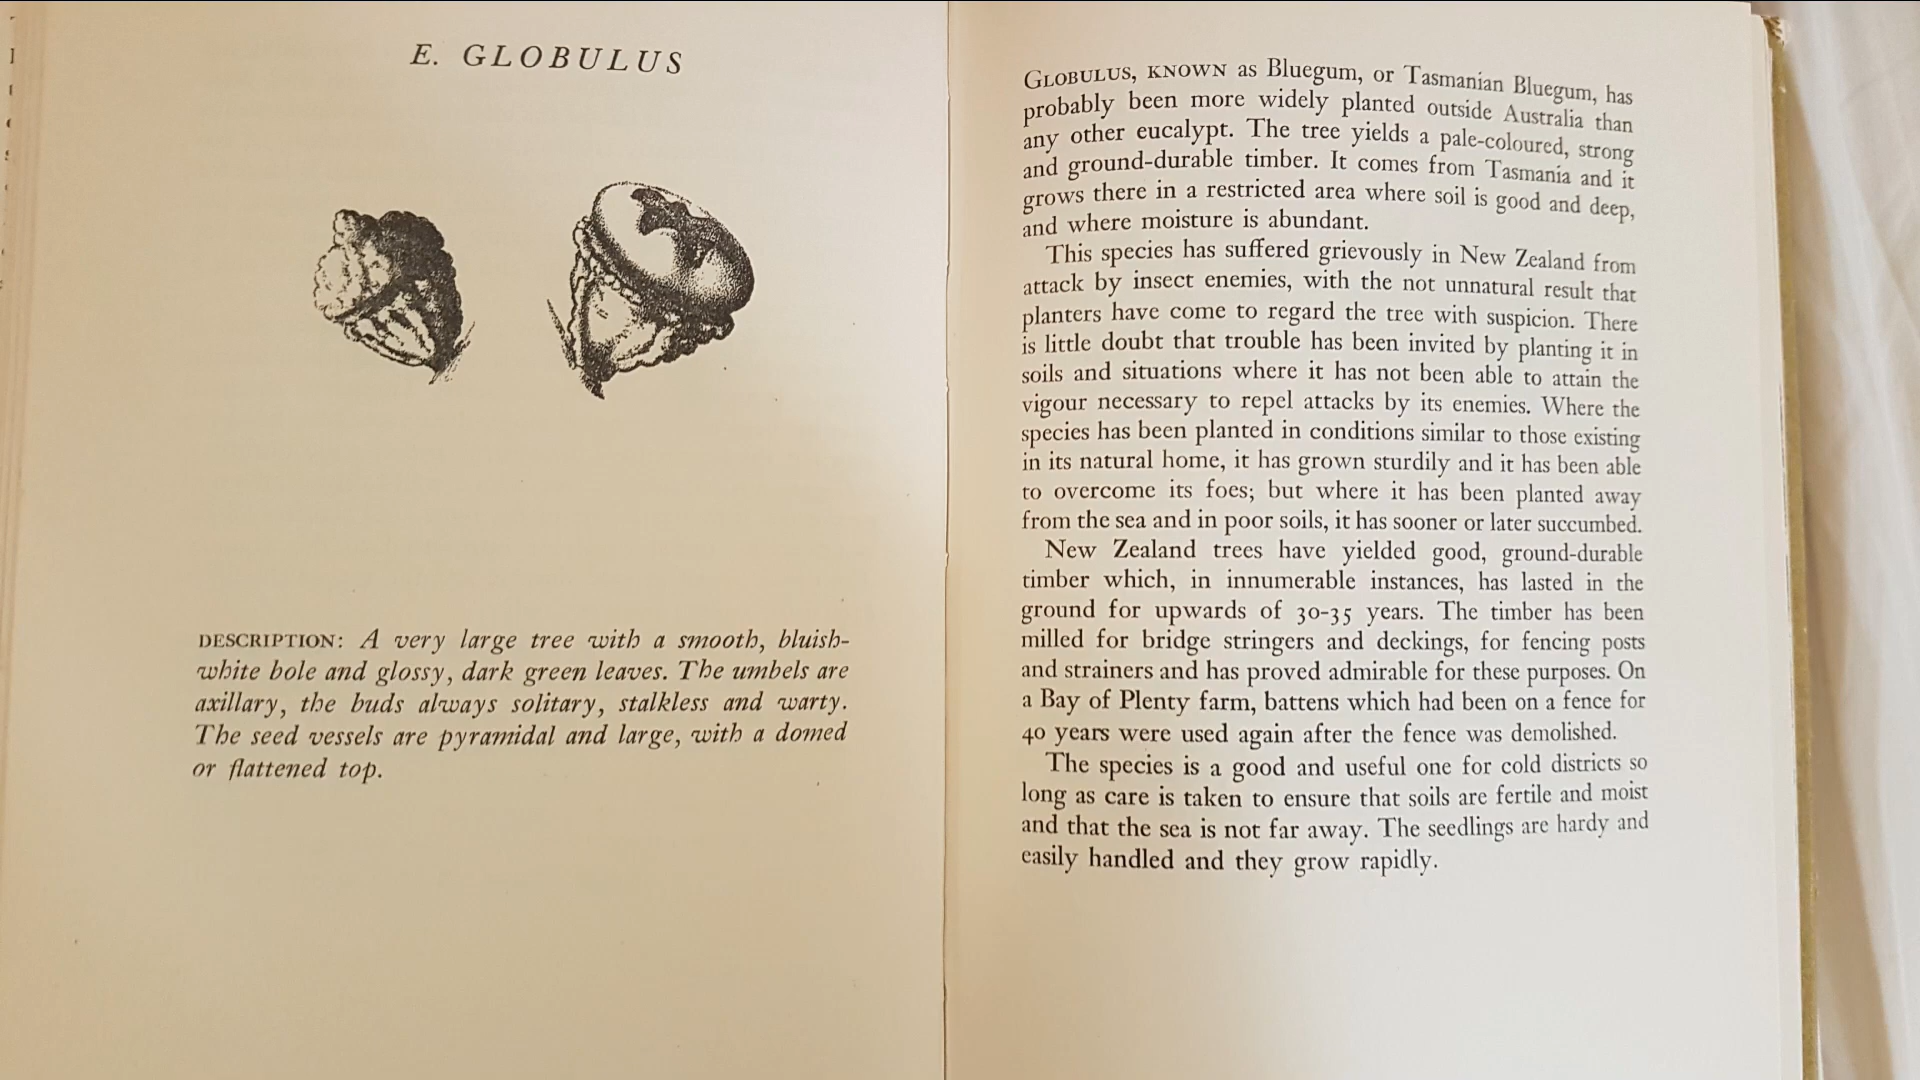 E. GLOBULUS
DESCRIPTION: A very large tree with a smooth, bluish-
white bole and glossy, dark green leaves. The umbels are
axillary, the buds always solitary, stalkless and warty.
The seed vessels are pyramidal and large, with a domed
or flattened top.
GLOBULUS, KNOWN as Bluegum, or Tasmanian Bluegum, has
probably been more widely planted outside Australia than
any other eucalypt. The tree yields a pale-coloured, strong
and ground-durable timber. It comes from Tasmania and it
grows there in a restricted area where soil is good and deep,
and where moisture is abundant.
This species has suffered grievously in New Zealand from
attack by insect enemies, with the not unnatural result that
planters have come to regard the tree with suspicion. There
is little doubt that trouble has been invited by planting it in
soils and situations where it has not been able to attain the
vigour necessary to repel attacks by its enemies. Where the
species has been planted in conditions similar to those existing
in its natural home, it has grown sturdily and it has been able
to overcome its foes; but where it has been planted away
from the sea and in poor soils, it has sooner or later succumbed.
New Zealand trees have yielded good, ground-durable
timber which, in innumerable instances, has lasted in the
ground for upwards of 30-35 years. The timber has been
milled for bridge stringers and deckings, for fencing posts
and strainers and has proved admirable for these purposes. On
a Bay of Plenty farm, battens which had been on a fence for
40 years were used again after the fence was demolished.
The species is a good and useful one for cold districts so
long as care is taken to ensure that soils are fertile and moist
and that the sea is not far away. The seedlings are hardy and
easily handled and they grow rapidly.